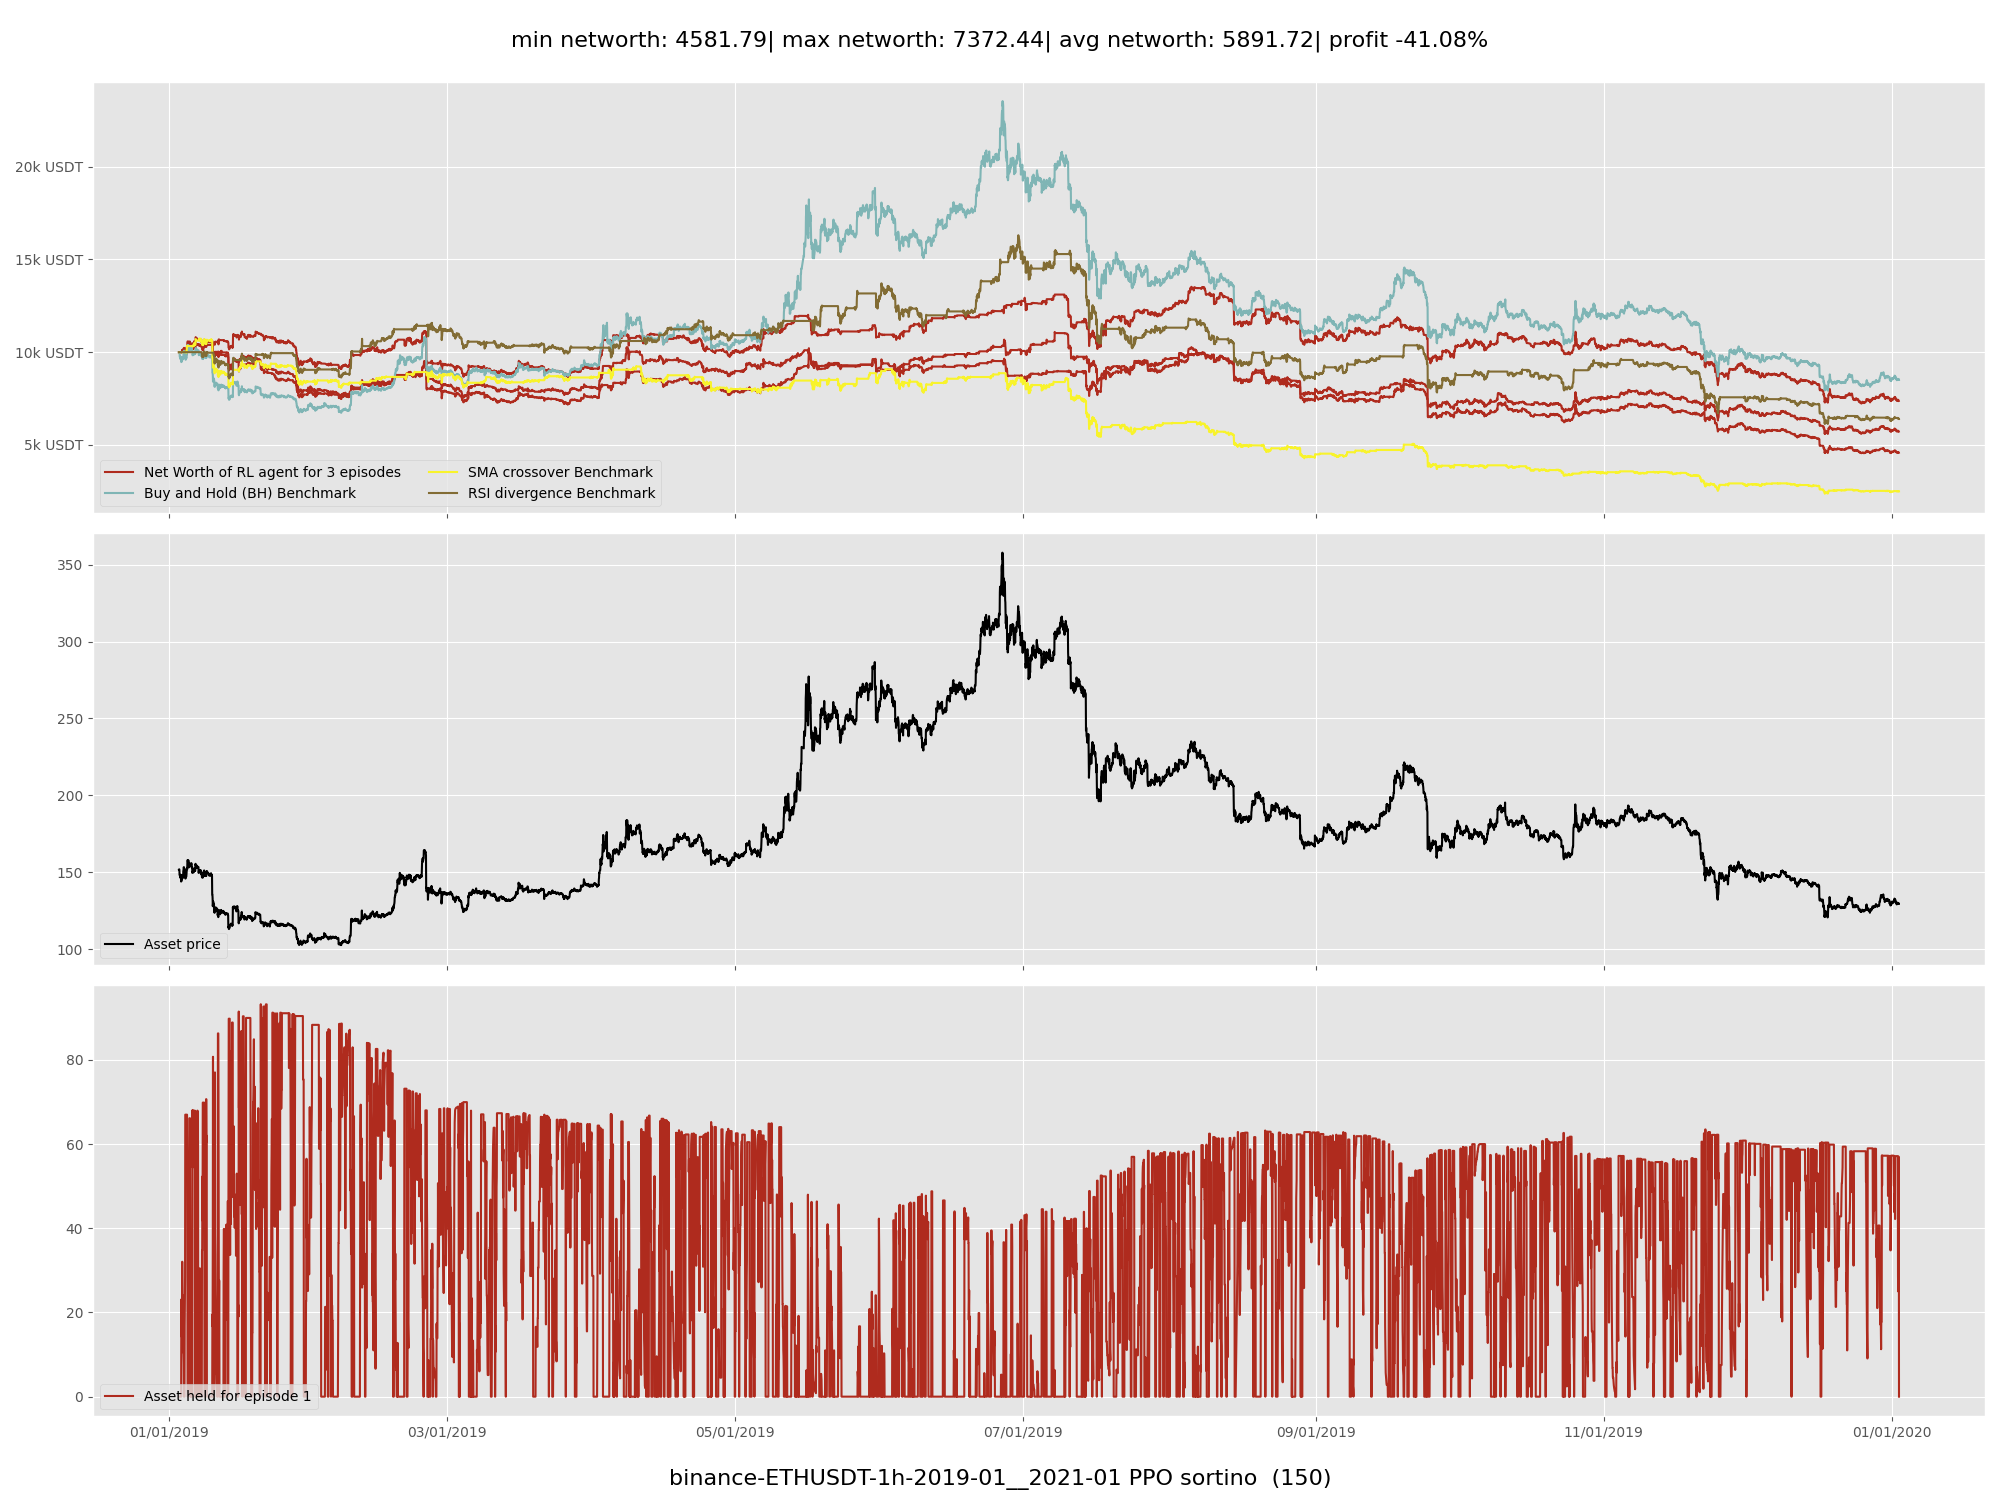 min networth: 4581.79| max networth: 7372.44| avg networth: 5891.72| profit -41.08%
20k USDT
15k USDT
10k USDT
5k USDT
Net Worth of RL agent for 3 episodes
Buy and Hold (BH) Benchmark
SMA crossover Benchmark
RSI divergence Benchmark
350
300
250
200
150
100
Asset price
80
60
40
20
0
Asset held for episode 1
01/01/2019 03/01/2019 05/01/2019 07/01/2019 09/01/2019 11/01/2019 01/01/2020
binance-ETHUSDT-1h-2019-01__2021-01 PPO sortino (150)